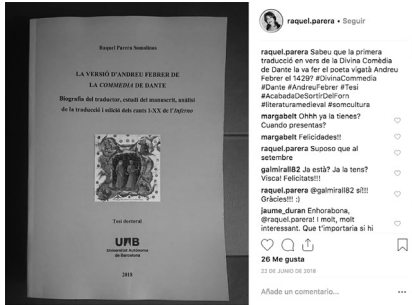 Raquel Parera Somolinos
LA VERSIÓ D'ANDREU FEBRER DE
LA COMMEDIA DE DANTE
Biografia del traductor, estudi del manuscrit, anàlisi
de la traducció i edició dels cants I-XX de l'Inferno
Tesi doctoral
UAB
Universitat Autònoma
de Barcelona
2018
raquel.parera • Seguir
raquel.parera Sabeu que la primera
traducció en vers de la Divina Comèdia
de Dante la va fer el poeta vigatà Andreu
Febrer el 1429? #DivinaCommedia
#Dante #AndreuFebrer #Tesi
#AcabadaDeSortirDelForn
#literaturamedieval #somcultura
margabelt Ohhh ya la tienes?
Cuando presentas?
margabelt Felicidades!!
raquel.parera Suposo que al
setembre
galmirall82 Ja està? Ja la tens?
Visca! Felicitats!!!
raquel.parera @galmirall82 sí!!!
Gràcies!!! :)
jaume_duran Enhorabona,
@raquel.parera! I molt, molt
interessant. Que t'importaria si hi
26 Me gusta
22 DE JUNIO DE 2018
Añade un comentario...